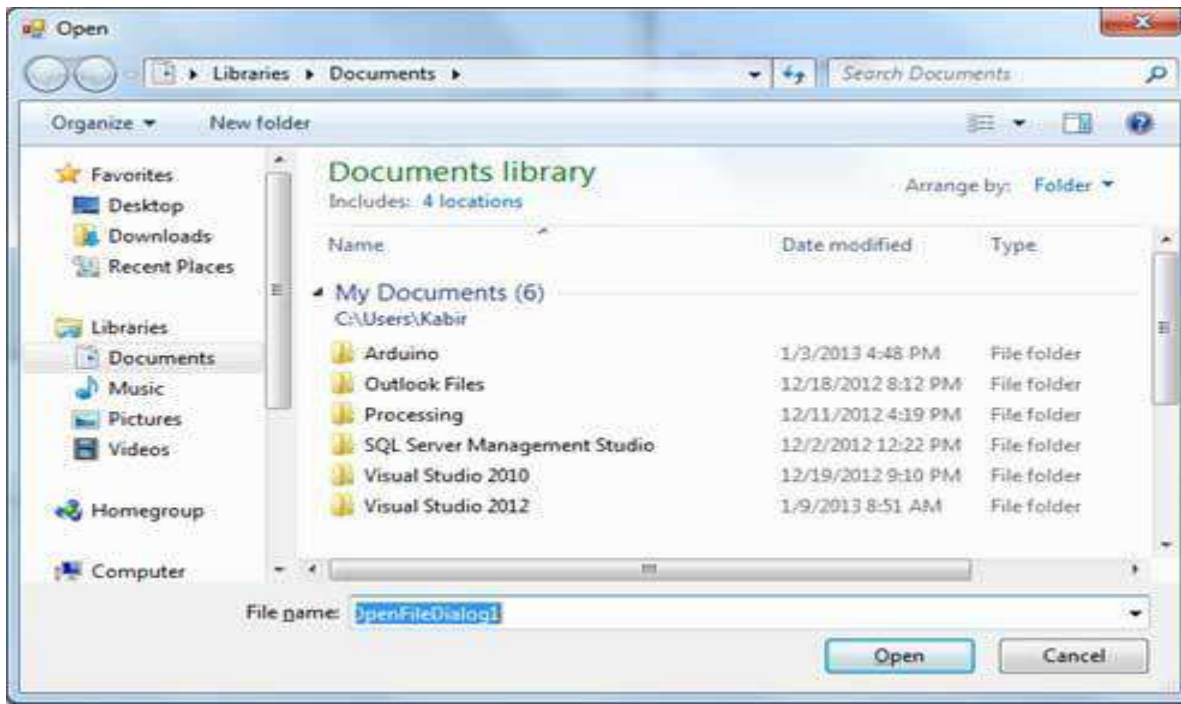 Open
Libraries Documents
Search Documents
Organize New folder
Favorites
Desktop
Downloads
Recent Places
Libraries
Documents
Music
Pictures
Videos
Homegroup
Computer
Documents library
Includes: 4 locations
Arrange by: Folder
Name Date modified Type
My Documents (6)
C:\Users\Kabir
Arduino 1/3/2013 4:48 PM File folder
Outlook Files 12/18/2012 8:12 PM File folder
Processing 12/11/2012 4:19 PM File folder
SQL Server Management Studio 12/2/2012 12:22 PM File folder
Visual Studio 2010 12/19/2012 9:10 PM File folder
Visual Studio 2012 1/9/2013 8:51 AM File folder
File name: OpenFileDialog1
Open Cancel